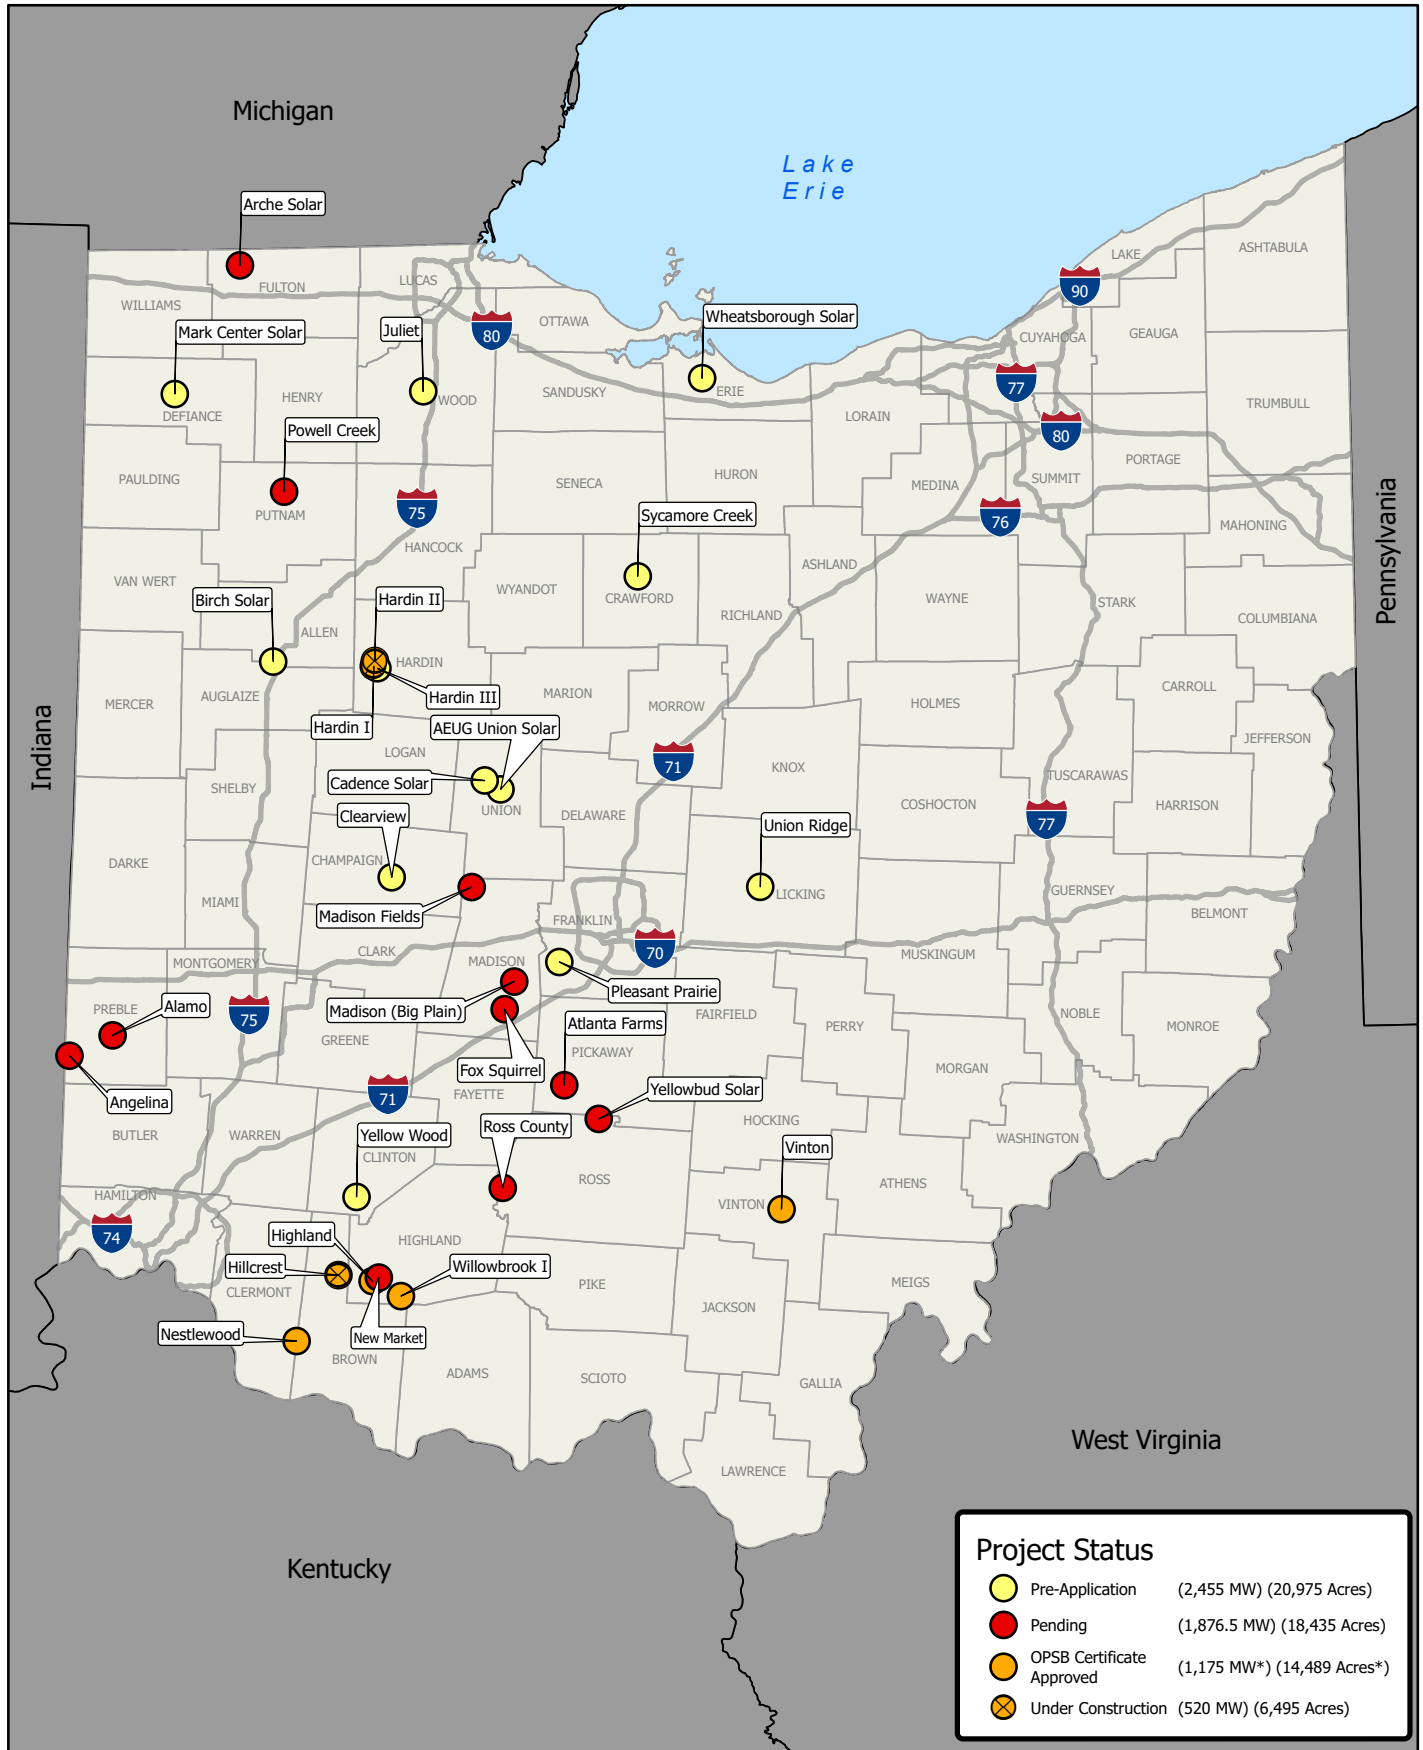 Michigan
Lake
Erie
Arche Solar
LAKE
ASHTABULA
FULTON
LUCAS
90
WILLIAMS
Mark Center Solar
Juliet
80
OTTAWA
Wheatsborough Solar
CUYAHOGA
GEAUGA
DEFIANCE
HENRY
WOOD
SANDUSKY
ERIE
77
TRUMBULL
LORAIN
80
Powell Creek
PAULDING
PUTNAM
75
SENECA
HURON
MEDINA
SUMMIT
PORTAGE
76
MAHONING
Sycamore Creek
HANCOCK
Pennsylvania
VAN WERT
WYANDOT
CRAWFORD
ASHLAND
Birch Solar
Hardin II
RICHLAND
WAYNE
STARK
COLUMBIANA
ALLEN
HARDIN
AUGLAIZE
Hardin III
MARION
MERCER
MORROW
HOLMES
CARROLL
Hardin I
AEUG Union Solar
JEFFERSON
Indiana
LOGAN
71
KNOX
TUSCARAWAS
SHELBY
Cadence Solar
COSHOCTON
HARRISON
UNION
DELAWARE
Clearview
Union Ridge
77
DARKE
CHAMPAIGN
LICKING
GUERNSEY
MIAMI
Madison Fields
FRANKLIN
BELMONT
CLARK
70
MUSKINGUM
MONTGOMERY
MADISON
Pleasant Prairie
PREBLE
Alamo
75
Madison (Big Plain)
FAIRFIELD
NOBLE
Atlanta Farms
PERRY
MONROE
GREENE
Fox Squirrel
PICKAWAY
MORGAN
Angelina
71
FAYETTE
Yellowbud Solar
BUTLER
WARREN
Yellow Wood
Ross County
HOCKING
WASHINGTON
CLINTON
Vinton
ROSS
ATHENS
HAMILTON
VINTON
74
Highland
HIGHLAND
Hillcrest
Willowbrook I
CLERMONT
PIKE
MEIGS
JACKSON
Nestlewood
New Market
BROWN
ADAMS
SCIOTO
GALLIA
West Virginia
LAWRENCE
Kentucky
Project Status
Pre-Application (2,455 MW) (20,975 Acres)
Pending (1,876.5 MW) (18,435 Acres)
OPSB Certificate
Approved (1,175 MW*) (14,489 Acres*)
Under Construction (520 MW) (6,495 Acres)